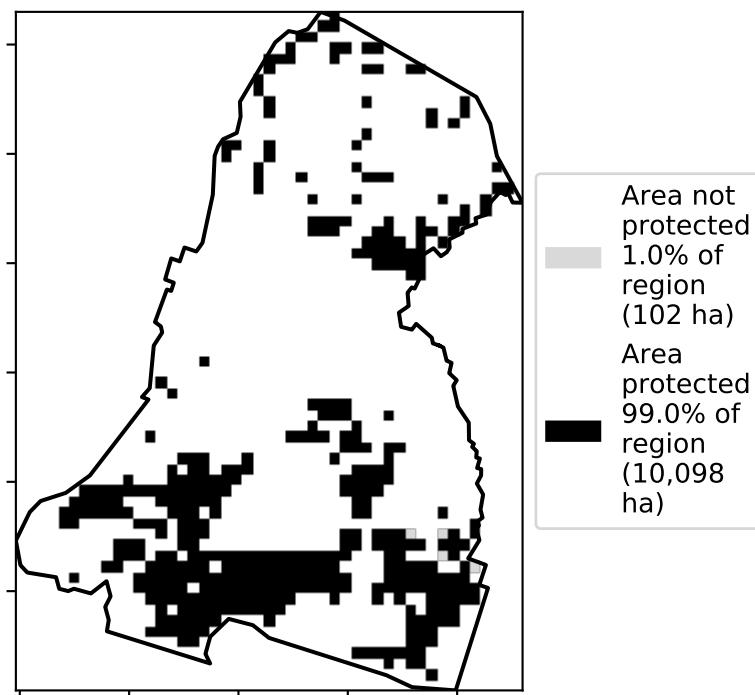 Area not
protected
1.0% of
region
(102 ha)
Area
protected
99.0% of
region
(10,098
ha)